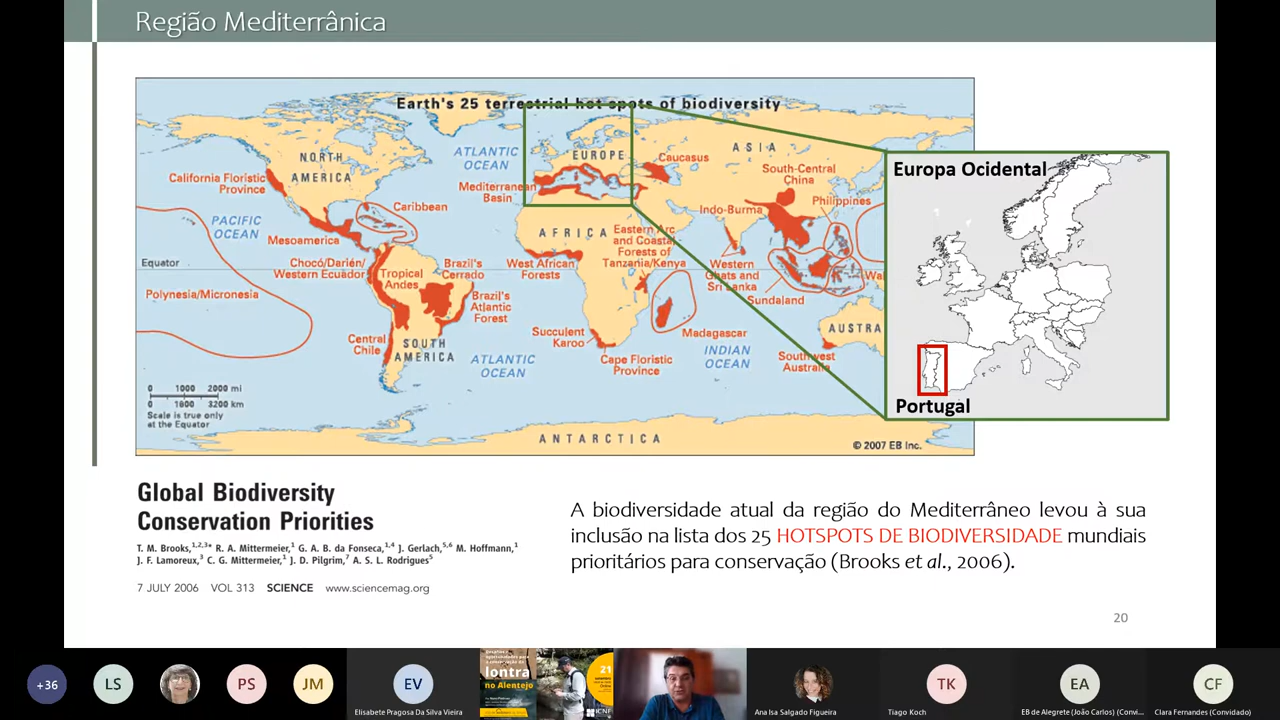 Região Mediterrânica
Earth's 25 terrestrial hot spots of biodiversity
NORTH
AMERICA
ATLANTIC
OCEAN
EUROPE
ASIA
Caucasus
South-Central
China
California Floristic
Province
Mediterranean
Basin
Caribbean
Indo-Burma
Philippines
PACIFIC
OCEAN
Mesoamerica
AFRICA
Eastern Arc
and Coastal
Forests of
Tanzania/Kenya
Equator
Chocó/Darién/
Western Ecuador
Tropical
Andes
Brazil's
Cerrado
West African
Forests
Western
Ghats and
Sri Lanka
Polynesia/Micronesia
Brazil's
Atlantic
Forest
Sundaland
Central
Chile
SOUTH
AMERICA
ATLANTIC
OCEAN
Succulent
Karoo
Cape Floristic
Province
Madagascar
INDIAN
OCEAN
AUSTRA
Southwest
Australia
0 1000 2000 mi
0 1600 3200 km
Scale is true only
at the Equator
ANTARCTICA
© 2007 EB Inc.
Europa Ocidental
Portugal
Global Biodiversity
Conservation Priorities
T. M. Brooks,1,2,3* R. A. Mittermeier,1 G. A. B. da Fonseca,1,4 J. Gerlach,5,6 M. Hoffmann,1
J. F. Lamoreux,3 C. G. Mittermeier,1 J. D. Pilgrim,7 A. S. L. Rodrigues5
7 JULY 2006 VOL 313 SCIENCE www.sciencemag.org
A biodiversidade atual da região do Mediterrâneo levou à sua
inclusão na lista dos 25 HOTSPOTS DE BIODIVERSIDADE mundiais
prioritários para conservação (Brooks et al., 2006).
20
+36
LS
PS
JM
EV
Elisabete Pragosa Da Silva Vieira
lontra
no Alentejo
21
ICNF
Ana Isa Salgado Figueira
TK
Tiago Koch
EA
EB de Alegrete (João Carlos) (Convi...
CF
Clara Fernandes (Convidado)